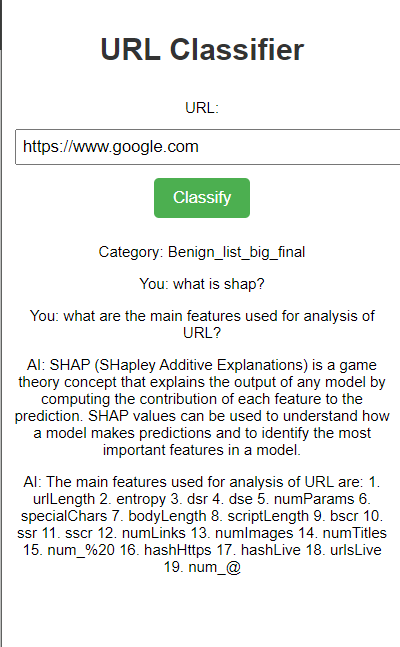 URL Classifier
URL:
https://www.google.com
Classify
Category: Benign_list_big_final
You: what is shap?
You: what are the main features used for analysis of
URL?
AI: SHAP (SHapley Additive Explanations) is a game
theory concept that explains the output of any model by
computing the contribution of each feature to the
prediction. SHAP values can be used to understand how
a model makes predictions and to identify the most
important features in a model.
AI: The main features used for analysis of URL are: 1.
urlLength 2. entropy 3. dsr 4. dse 5. numParams 6.
specialChars 7. bodyLength 8. scriptLength 9. bscr 10.
ssr 11. sscr 12. numLinks 13. numImages 14. numTitles
15. num_%20 16. hashHttps 17. hashLive 18. urlsLive
19. num_@